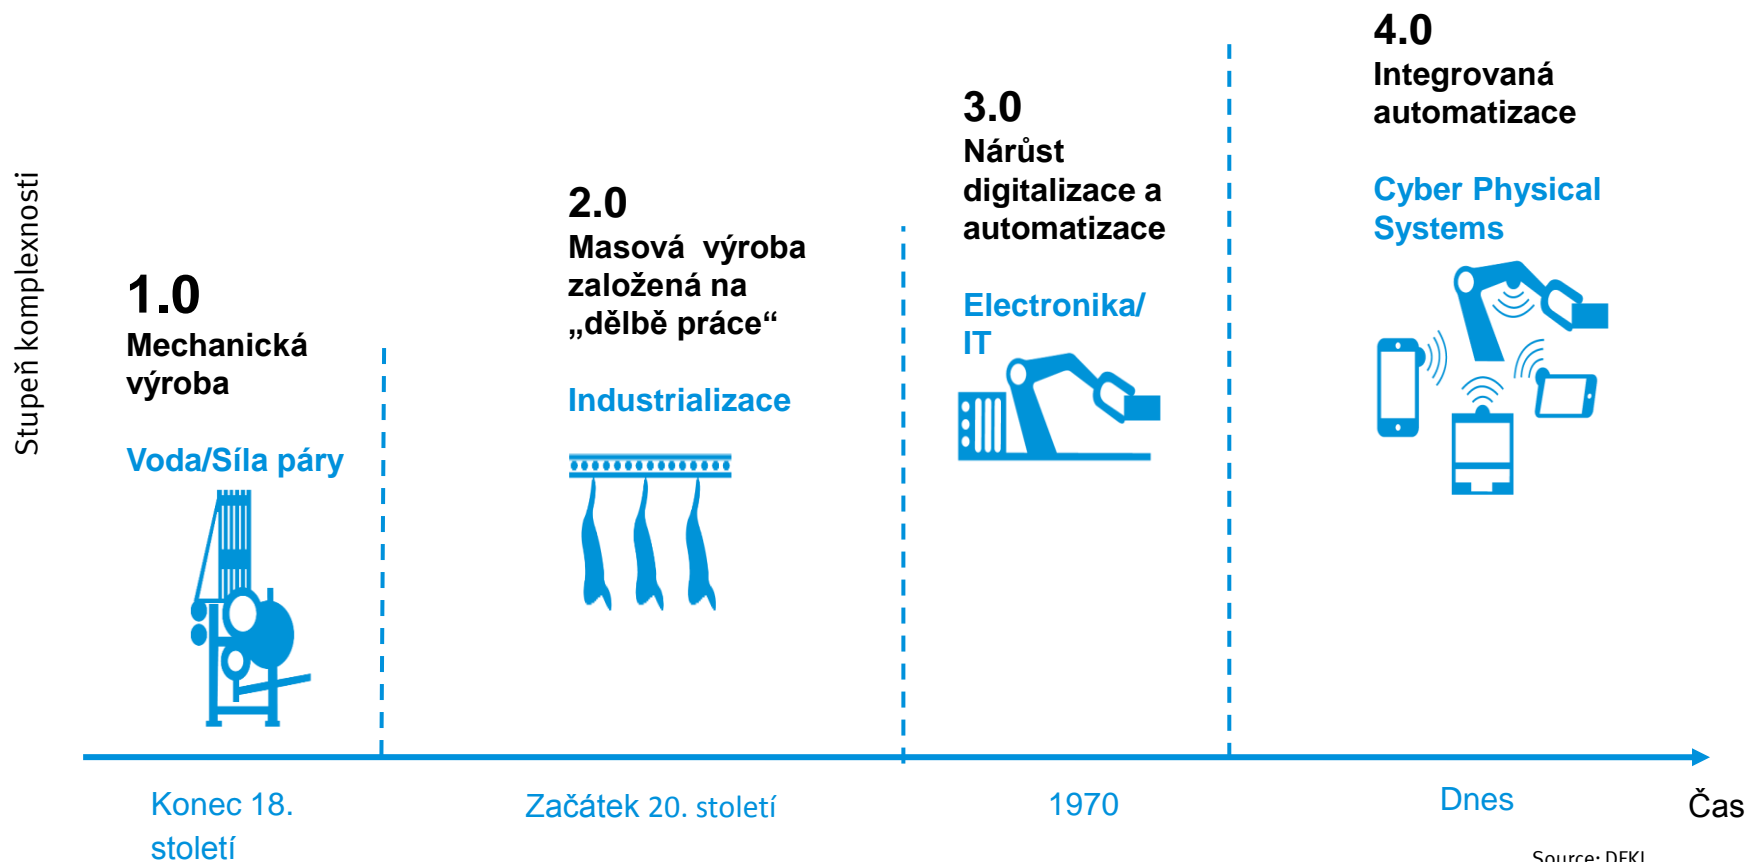 Stupeň komplexnosti
1.0
Mechanická
výroba
Voda/Síla páry
2.0
Masová  výroba
založená na
„dělbě práce“
Industrializace
3.0
Nárůst
digitalizace a
automatizace
Electronika/
IT
4.0
Integrovaná
automatizace
Cyber Physical
Systems
Konec 18.
století
Začátek 20. století
1970
Dnes
Čas
Source: DFKI